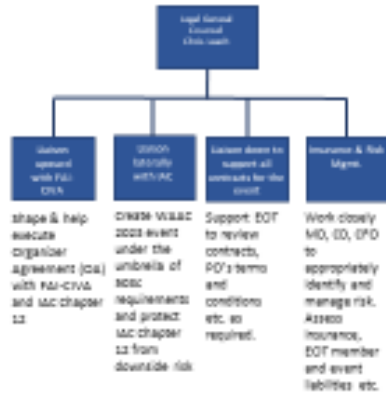 Legal General
Counsel
Liaison
upward
with FAI-
CIVA
Liaison
laterally
with IAC
Liaison down to
support all
contracts for the
event
Insurance & Risk
Mgmt.
Shape & help
execute
Organizer
Agreement (OA)
with FAI-CIVA
and IAC Chapter
12
Create WAAC
2023 event
under the
umbrella of
requirements
and protect
IAC Chapter
12 from
downside risk
Support EOT
to review
contracts,
PO's terms
and
conditions
etc. as
required.
Work closely
MD, CD, CFO
to
appropriately
identify and
manage risk.
Assess
insurance,
EOT member
and event
liabilities etc.